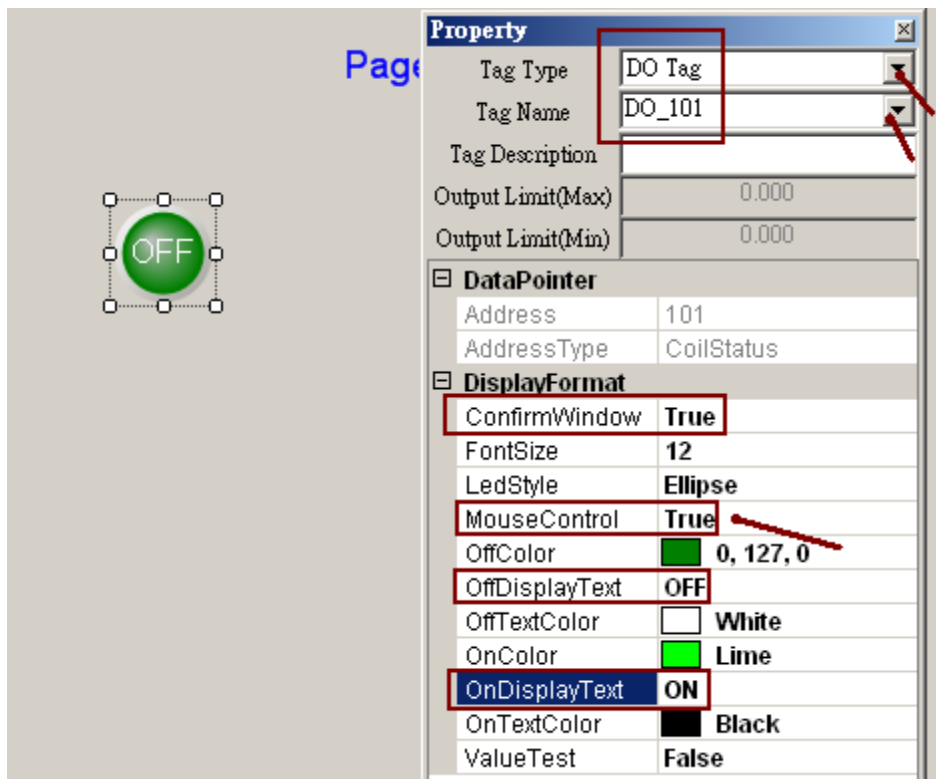 Property
Page
Tag Type DO Tag
Tag Name DO_101
Tag Description
OFF
Output Limit(Max) 0.000
Output Limit(Min) 0.000
DataPointer
Address 101
AddressType CoilStatus
DisplayFormat
ConfirmWindow True
FontSize 12
LedStyle Ellipse
MouseControl True
OffColor 0, 127, 0
OffDisplayText OFF
OffTextColor White
OnColor Lime
OnDisplayText ON
OnTextColor Black
ValueTest False